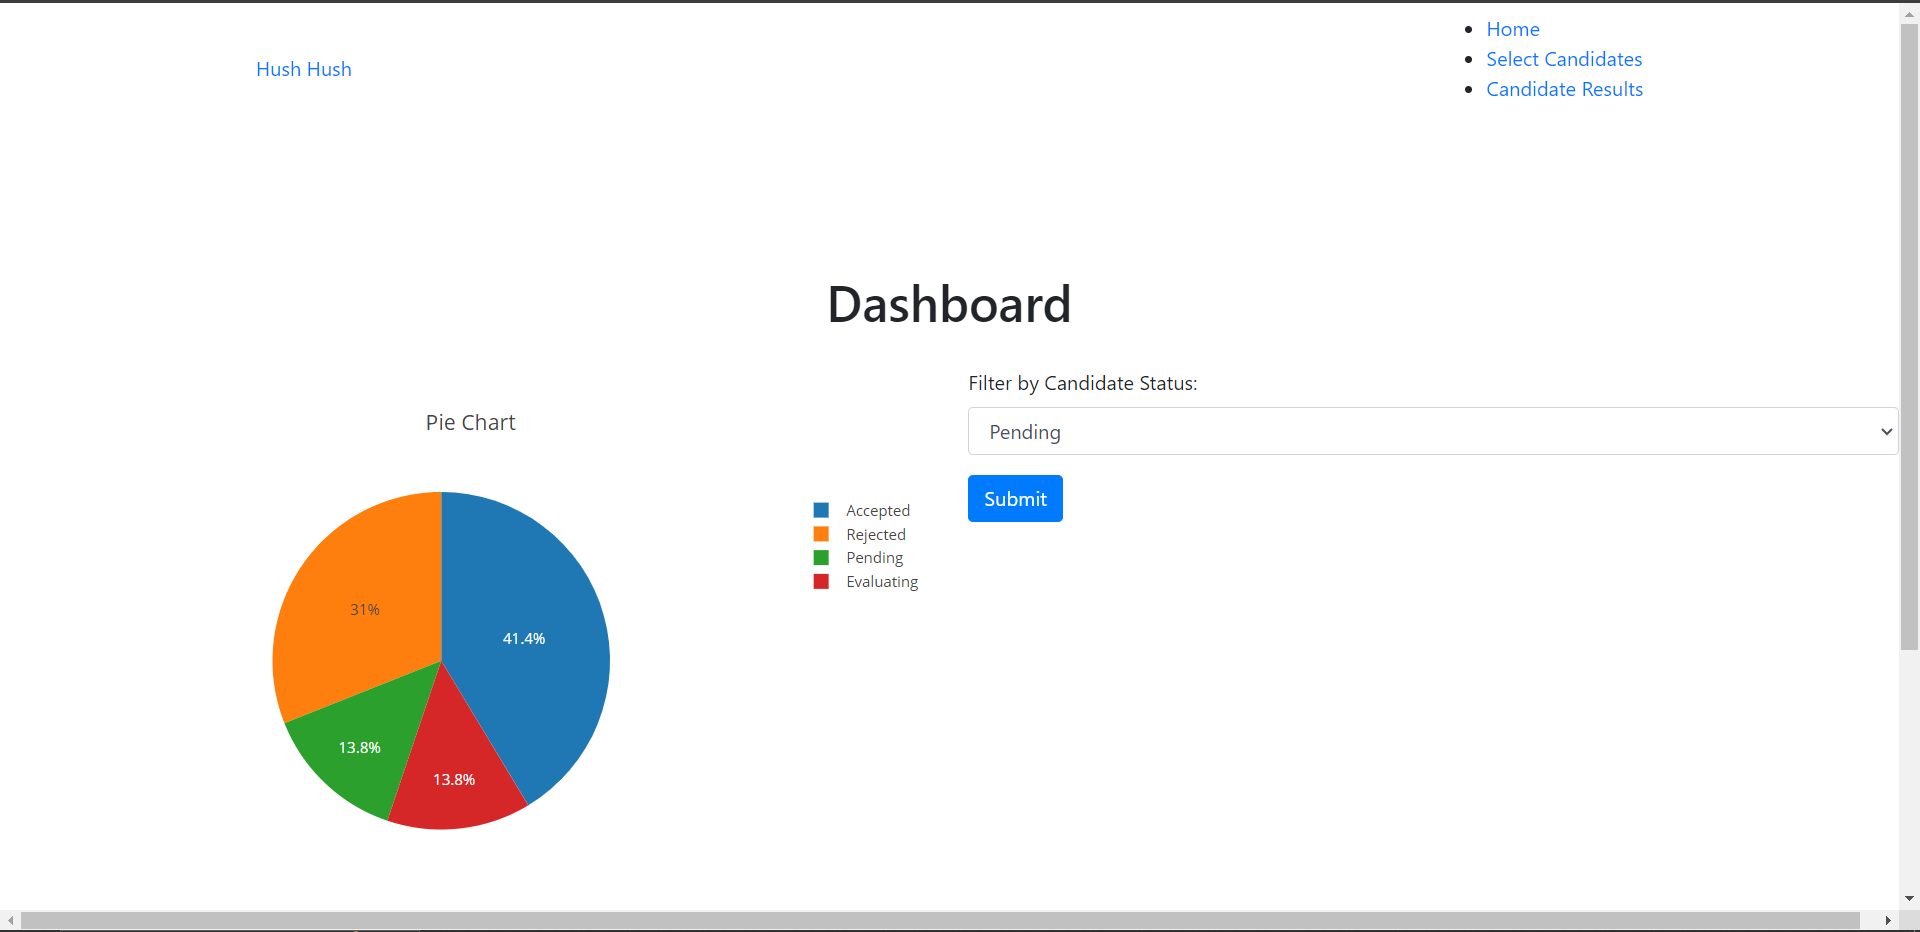 Hush Hush
Home
Select Candidates
Candidate Results
Dashboard
Pie Chart
31%
41.4%
13.8%
13.8%
Accepted
Rejected
Pending
Evaluating
Filter by Candidate Status:
Pending
Submit